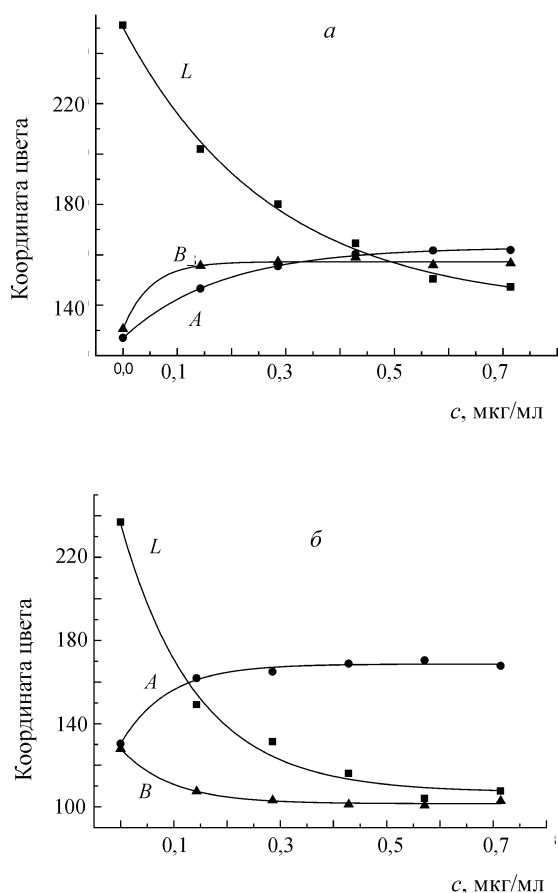 а
L
220
Координата цвета
180
B
140
A
0,0
0,1
0,3
0,5
0,7
c, мкг/мл
б
L
220
Координата цвета
180
A
140
B
100
0,1
0,3
0,5
0,7
c, мкг/мл